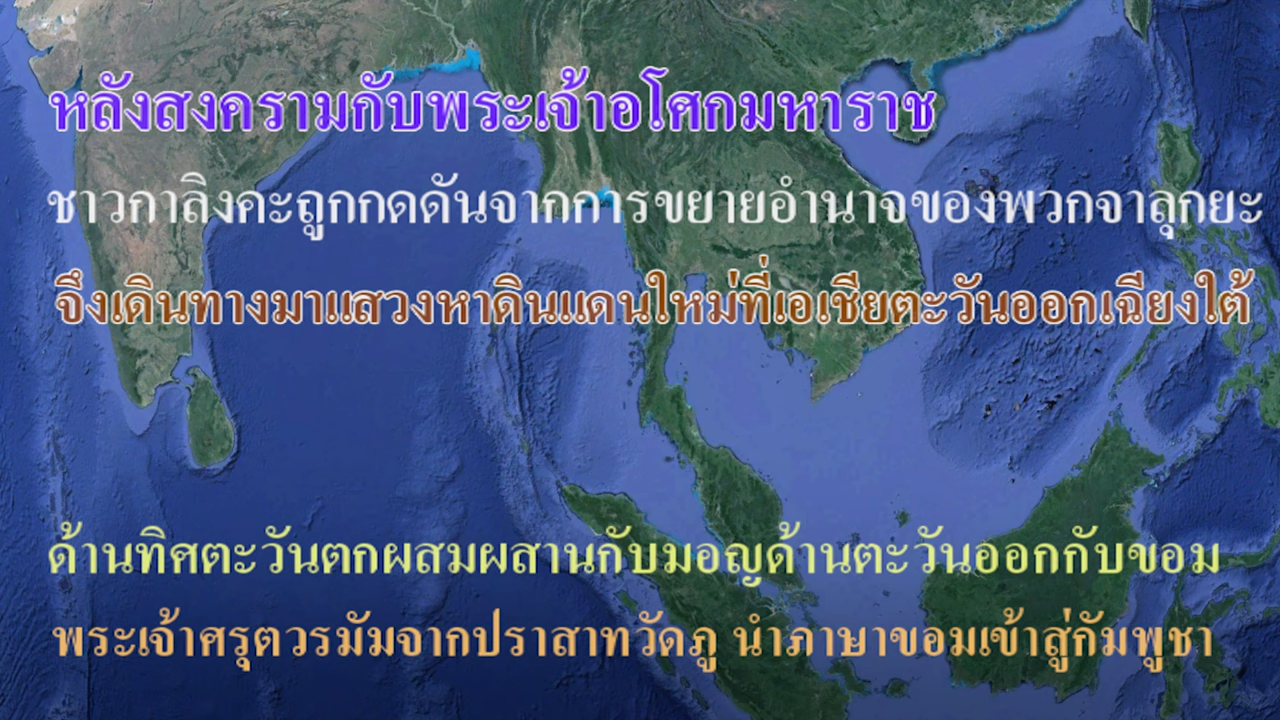 หลังสงครามกับพระเจ้าอโศกมหาราช
ชาวกาลิงคะถูกกดดันจากการขยายอำนาจของพวกจาลุกยะ
จึงเดินทางมาแสวงหาดินแดนใหม่ที่เอเชียตะวันออกเฉียงใต้
ด้านทิศตะวันตกผสมผสานกับมอญด้านตะวันออกกับขอม
พระเจ้าศรุตวรมัมจากปราสาทวัดภู นำภาษาขอมเข้าสู่กัมพูชา